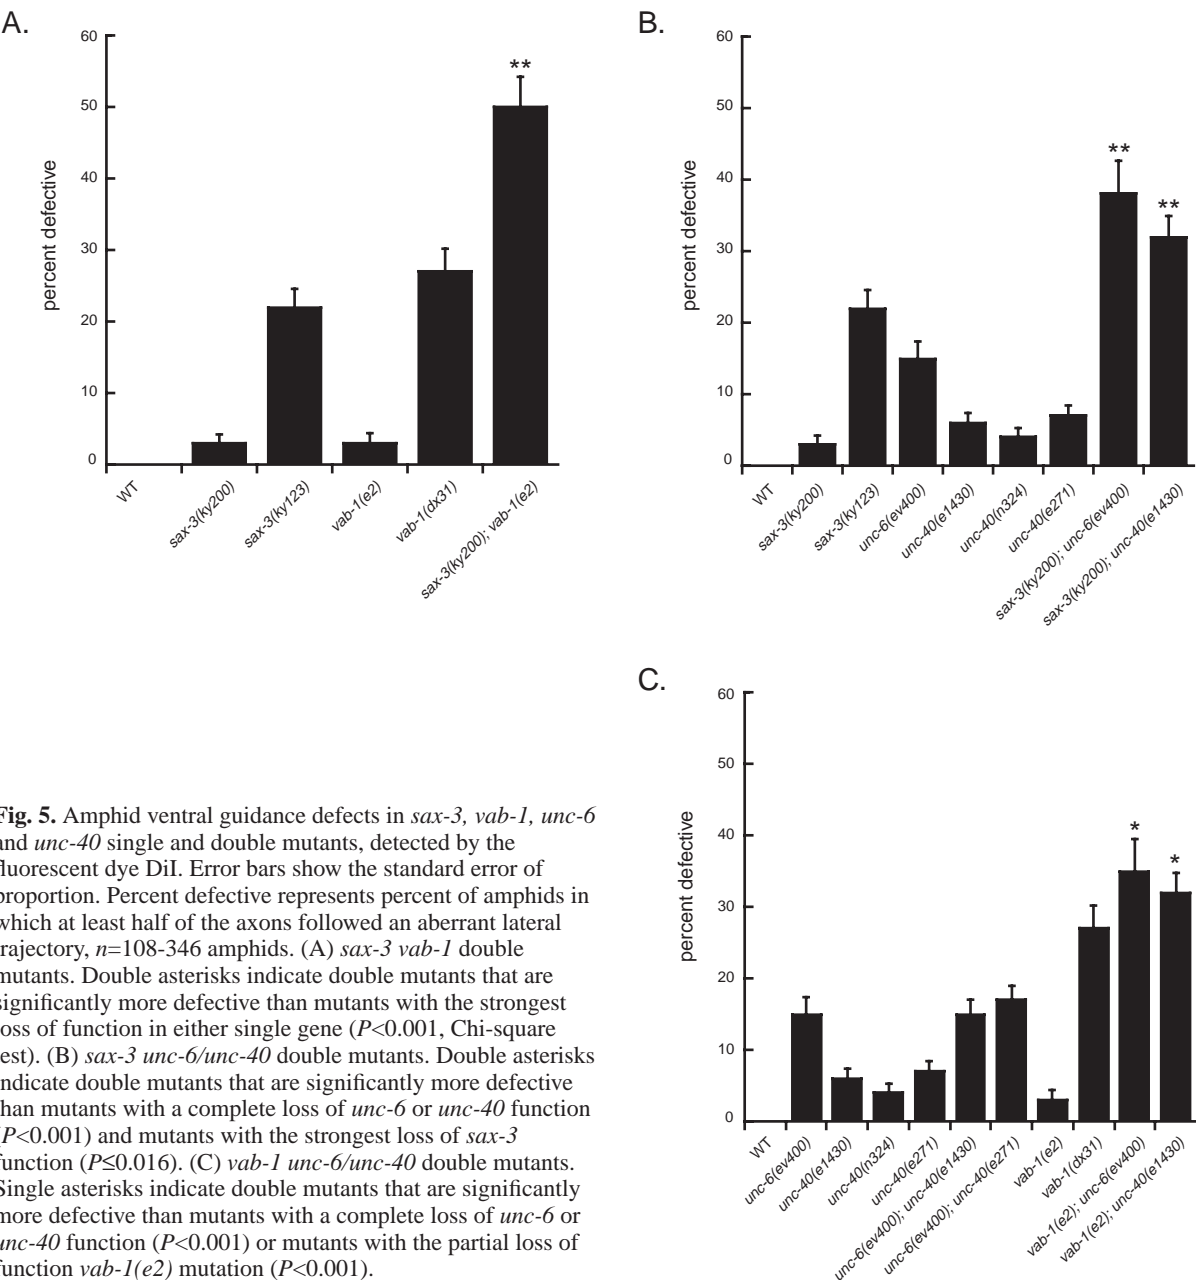 A.
60
50
40
30
20
10
0
percent defective
**
WT
sax-3(ky200)
sax-3(ky123)
vab-1(e2)
vab-1(dx31)
sax-3(ky200); vab-1(e2)
B.
60
50
40
30
20
10
0
percent defective
**
**
WT
sax-3(ky200)
sax-3(ky123)
unc-6(ev400)
unc-40(e1430)
unc-40(n324)
unc-40(e271)
sax-3(ky200); unc-6(ev400)
sax-3(ky200); unc-40(e1430)
C.
60
50
40
30
20
10
0
percent defective
*
*
WT
unc-6(ev400)
unc-40(e1430)
unc-40(n324)
unc-40(e271)
unc-6(ev400); unc-40(e1430)
unc-6(ev400); unc-40(e271)
vab-1(e2)
vab-1(dx31)
vab-1(e2); unc-6(ev400)
vab-1(e2); unc-40(e1430)
Fig. 5. Amphid ventral guidance defects in sax-3, vab-1, unc-6
and unc-40 single and double mutants, detected by the
fluorescent dye DiI. Error bars show the standard error of
proportion. Percent defective represents percent of amphids in
which at least half of the axons followed an aberrant lateral
trajectory, n=108-346 amphids. (A) sax-3 vab-1 double
mutants. Double asterisks indicate double mutants that are
significantly more defective than mutants with the strongest
loss of function in either single gene (P<0.001, Chi-square
test). (B) sax-3 unc-6/unc-40 double mutants. Double asterisks
indicate double mutants that are significantly more defective
than mutants with a complete loss of unc-6 or unc-40 function
(P<0.001) and mutants with the strongest loss of sax-3
function (P≤0.016). (C) vab-1 unc-6/unc-40 double mutants.
Single asterisks indicate double mutants that are significantly
more defective than mutants with a complete loss of unc-6 or
unc-40 function (P<0.001) or mutants with the partial loss of
function vab-1(e2) mutation (P<0.001).